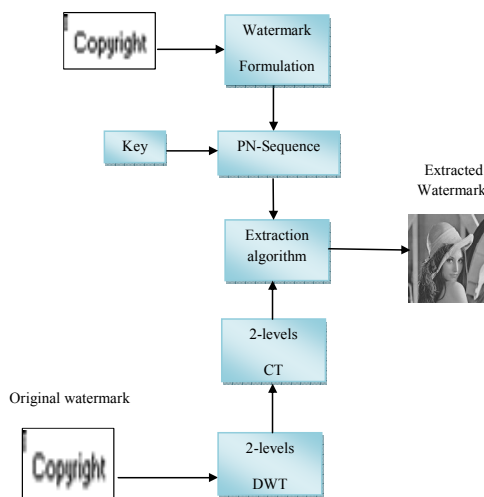 Copyright
Watermark
Formulation
Key
PN-Sequence
Extracted
Watermark
Extraction
algorithm
2-levels
CT
Original watermark
Copyright
2-levels
DWT